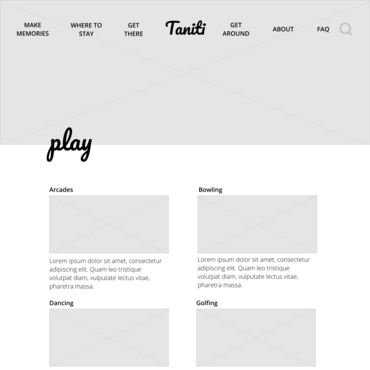 MAKE MEMORIES
WHERE TO STAY
GET THERE
Taniti
GET AROUND
ABOUT
FAQ
play
Arcades
Bowling
Lorem ipsum dolor sit amet, consectetur
adipiscing elit. Quam leo tristique
volutpat diam, vulputate lectus vitae,
pharetra massa.
Lorem ipsum dolor sit amet, consectetur
adipiscing elit. Quam leo tristique
volutpat diam, vulputate lectus vitae,
pharetra massa.
Dancing
Golfing